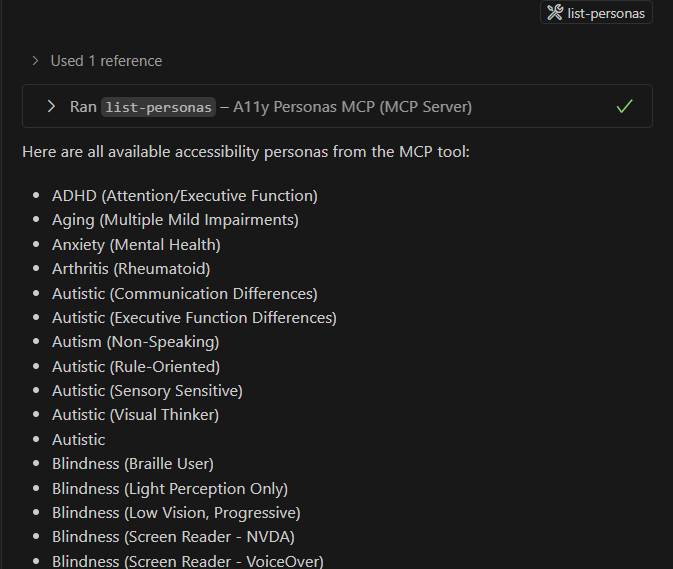 list-personas
Used 1 reference
Ran list-personas – A11y Personas MCP (MCP Server)
Here are all available accessibility personas from the MCP tool:
ADHD (Attention/Executive Function)
Aging (Multiple Mild Impairments)
Anxiety (Mental Health)
Arthritis (Rheumatoid)
Autistic (Communication Differences)
Autistic (Executive Function Differences)
Autism (Non-Speaking)
Autistic (Rule-Oriented)
Autistic (Sensory Sensitive)
Autistic (Visual Thinker)
Autistic
Blindness (Braille User)
Blindness (Light Perception Only)
Blindness (Low Vision, Progressive)
Blindness (Screen Reader - NVDA)
Blindness (Screen Reader - VoiceOver)